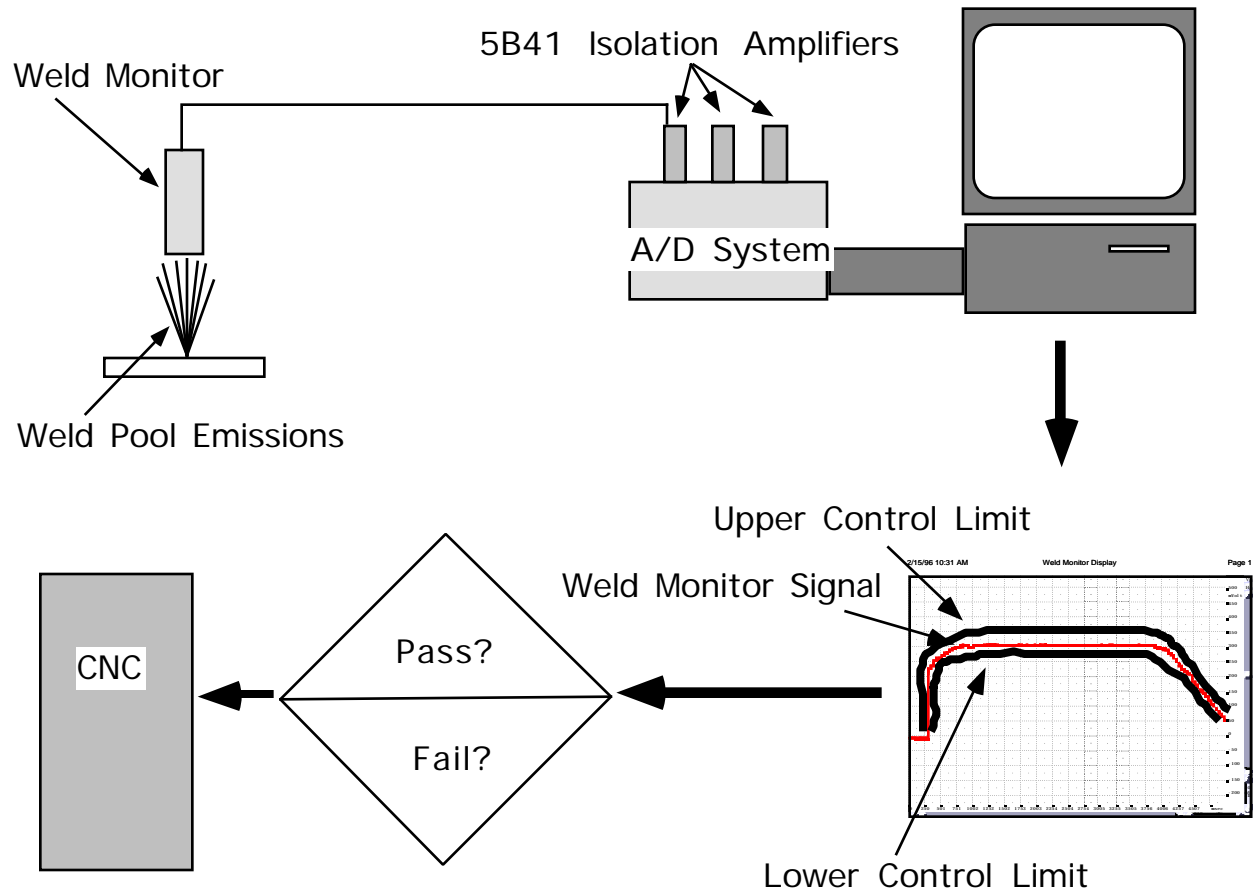 5B41 Isolation Amplifiers
Weld Monitor
A/D System
Weld Pool Emissions
Upper Control Limit
2/15/96 10:31 AM Weld Monitor Display Page 1
Weld Monitor Signal
Pass?
CNC
Fail?
Lower Control Limit